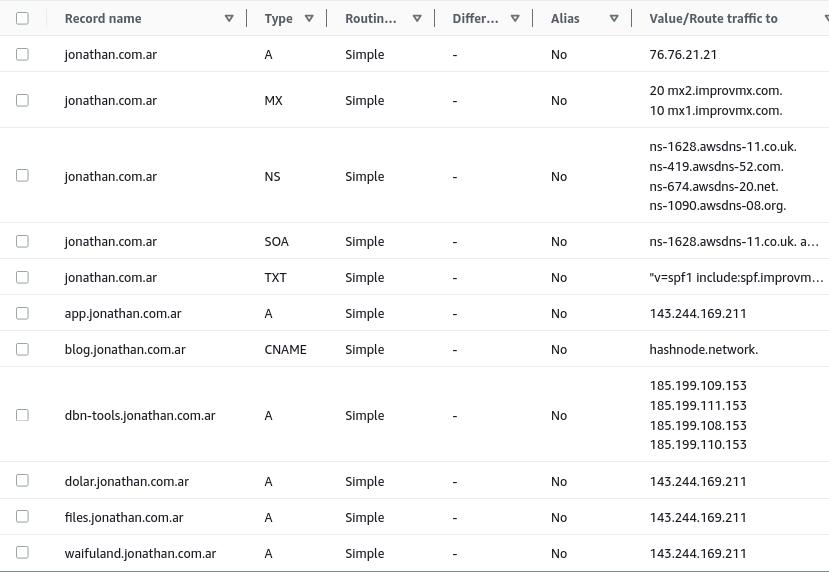 Record name Type Routin... Differ... Alias Value/Route traffic to
jonathan.com.ar A Simple - No 76.76.21.21
jonathan.com.ar MX Simple - No 20 mx2.improvmx.com.
10 mx1.improvmx.com.
jonathan.com.ar NS Simple - No ns-1628.awsdns-11.co.uk.
ns-419.awsdns-52.com.
ns-674.awsdns-20.net.
ns-1090.awsdns-08.org.
jonathan.com.ar SOA Simple - No ns-1628.awsdns-11.co.uk. a...
jonathan.com.ar TXT Simple - No "v=spf1 include:spf.improvm...
app.jonathan.com.ar A Simple - No 143.244.169.211
blog.jonathan.com.ar CNAME Simple - No hashnode.network.
dbn-tools.jonathan.com.ar A Simple - No 185.199.109.153
185.199.111.153
185.199.108.153
185.199.110.153
dolar.jonathan.com.ar A Simple - No 143.244.169.211
files.jonathan.com.ar A Simple - No 143.244.169.211
waifuland.jonathan.com.ar A Simple - No 143.244.169.211